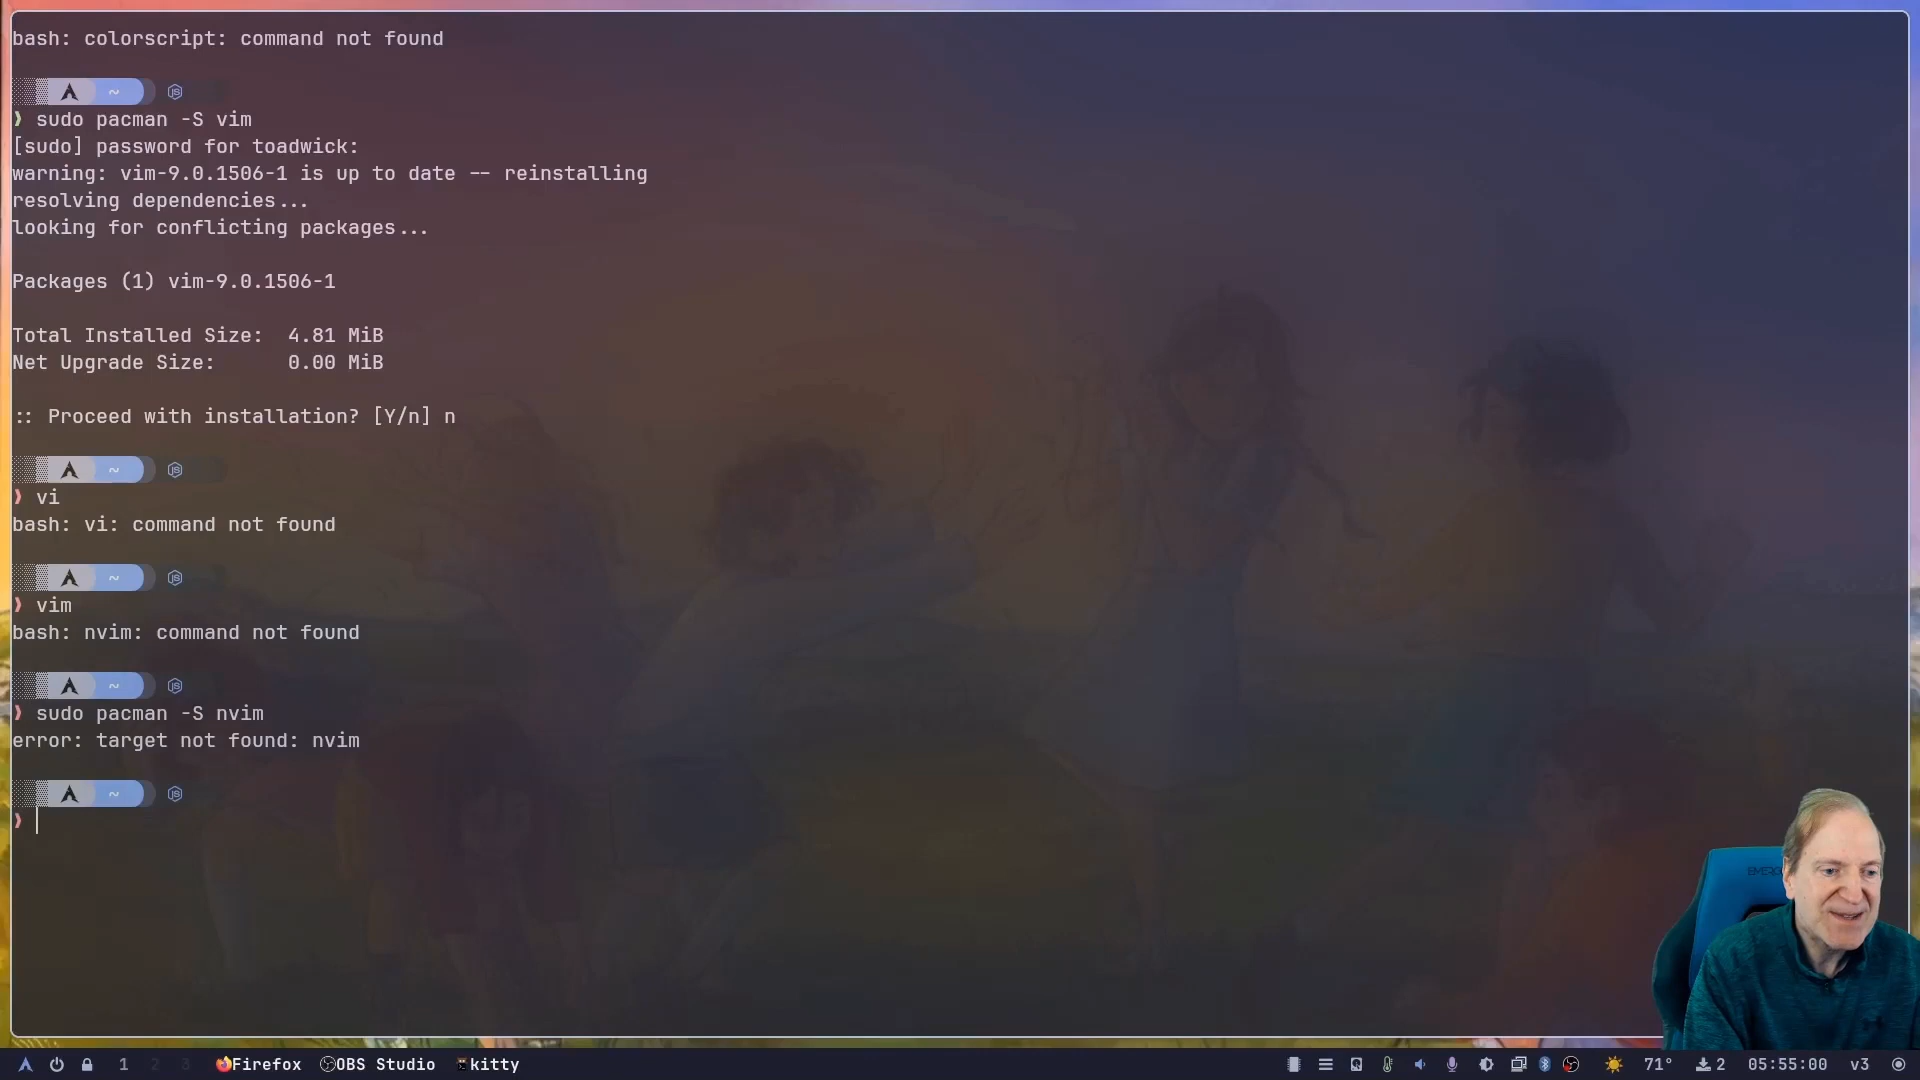 bash: colorscript: command not found
~
❯ sudo pacman -S vim
[sudo] password for toadwick:
warning: vim-9.0.1506-1 is up to date -- reinstalling
resolving dependencies...
looking for conflicting packages...
Packages (1) vim-9.0.1506-1
Total Installed Size:  4.81 MiB
Net Upgrade Size:      0.00 MiB
:: Proceed with installation? [Y/n] n
~
❯ vi
bash: vi: command not found
~
❯ vim
bash: nvim: command not found
~
❯ sudo pacman -S nvim
error: target not found: nvim
~
❯
1 2 3 Firefox OBS Studio kitty 71° 2 05:55:00 v3